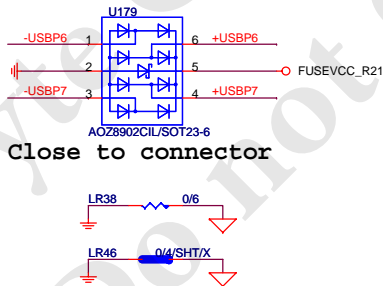 U179
-USBP6 1 6 +USBP6
2 5 FUSEVCC_R21
-USBP7 3 4 +USBP7
AOZ8902CIL/SOT23-6
Close to connector
LR38 0/6
LR46 0/4/SHT/X